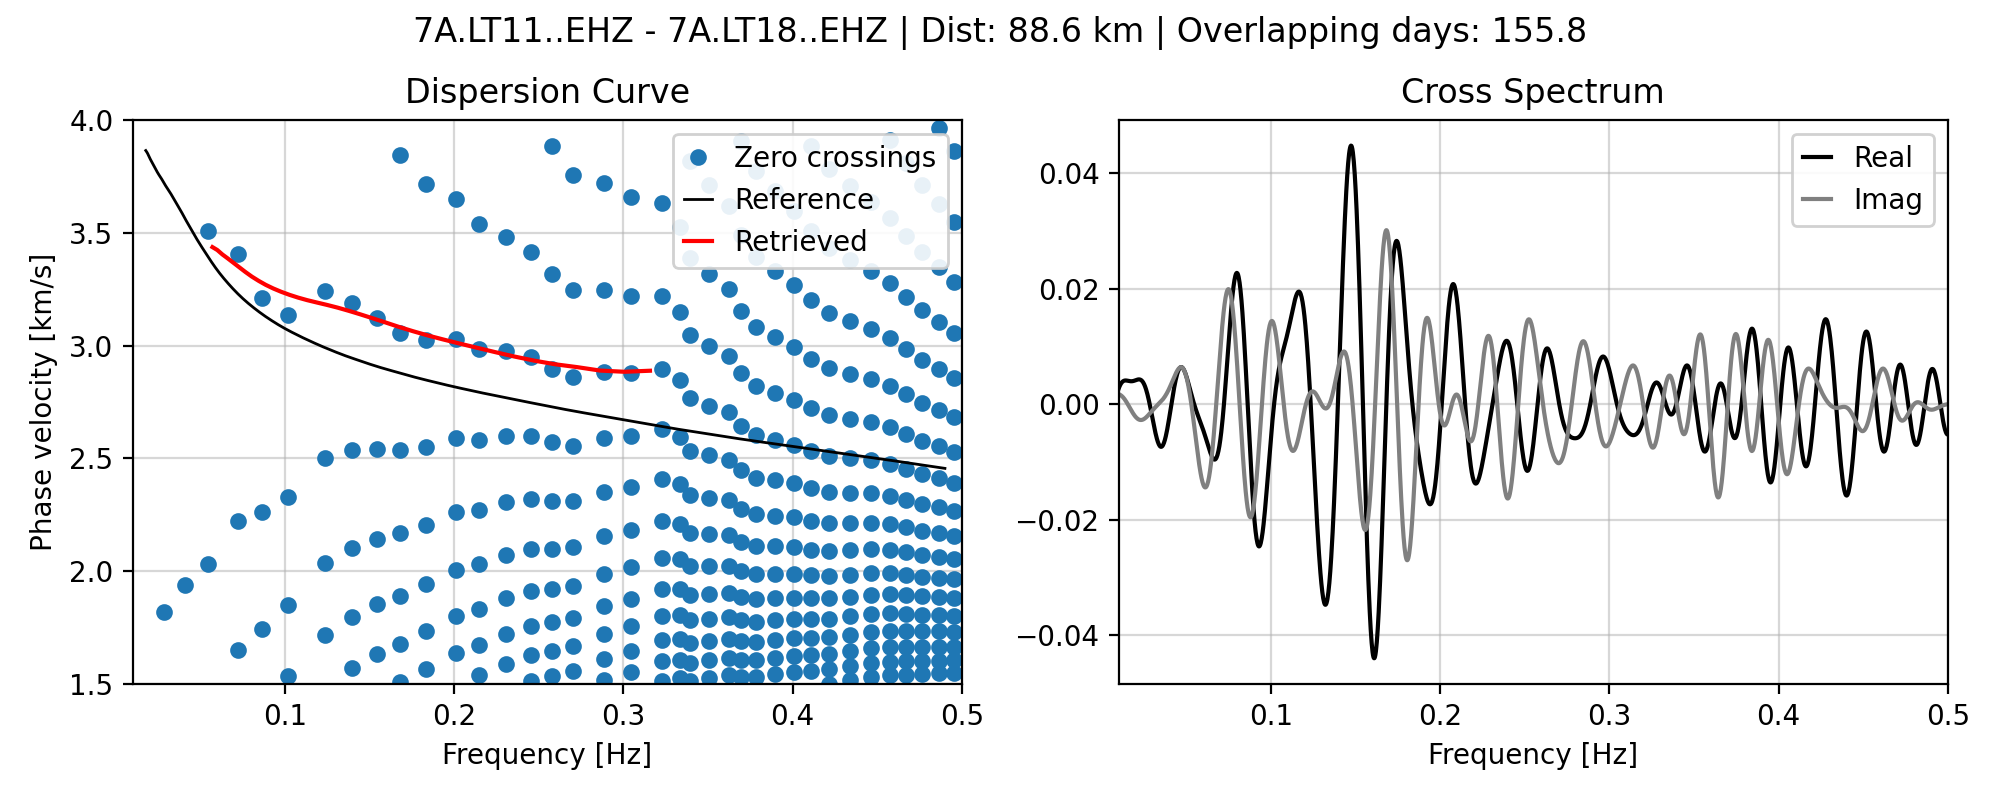 7A.LT11..EHZ - 7A.LT18..EHZ | Dist: 88.6 km | Overlapping days: 155.8
Dispersion Curve
4.0
3.5
3.0
2.5
2.0
1.5
Phase velocity [km/s]
0.1
0.2
0.3
0.4
0.5
Frequency [Hz]
Zero crossings
Reference
Retrieved
Cross Spectrum
0.04
0.02
0.00
−0.02
−0.04
0.1
0.2
0.3
0.4
0.5
Frequency [Hz]
Real
Imag